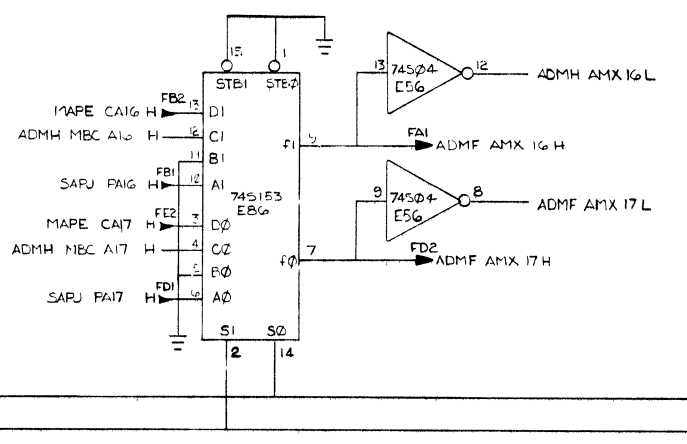 15 1
STB1 STBØ
13 74SØ4 12 ADMH AMX 16 L
E56
MAPE CA16 H FB2 13 D1
ADMH MBC A16 H 12 C1
11 B1
f1 9 FA1 ADMF AMX 16 H
SAPJ PA16 H FB1 A1
74S153
E86
9 74SØ4 8 ADMF AMX 17 L
E56
MAPE CA17 H FE2 3 DØ
ADMH MBC A17 H 4 CØ
fØ 7 FD2 ADMF AMX 17 H
5 BØ
SAPJ PA17 H FD1 6 AØ
S1 SØ
2 14